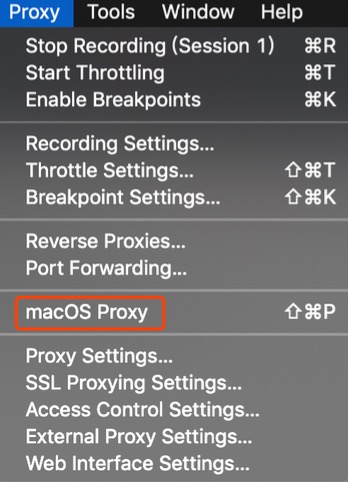 Proxy Tools Window Help
Stop Recording (Session 1) ⌘R
Start Throttling ⌘T
Enable Breakpoints ⌘K
Recording Settings...
Throttle Settings... ⇧⌘T
Breakpoint Settings... ⇧⌘K
Reverse Proxies...
Port Forwarding...
macOS Proxy ⇧⌘P
Proxy Settings...
SSL Proxying Settings...
Access Control Settings...
External Proxy Settings...
Web Interface Settings...